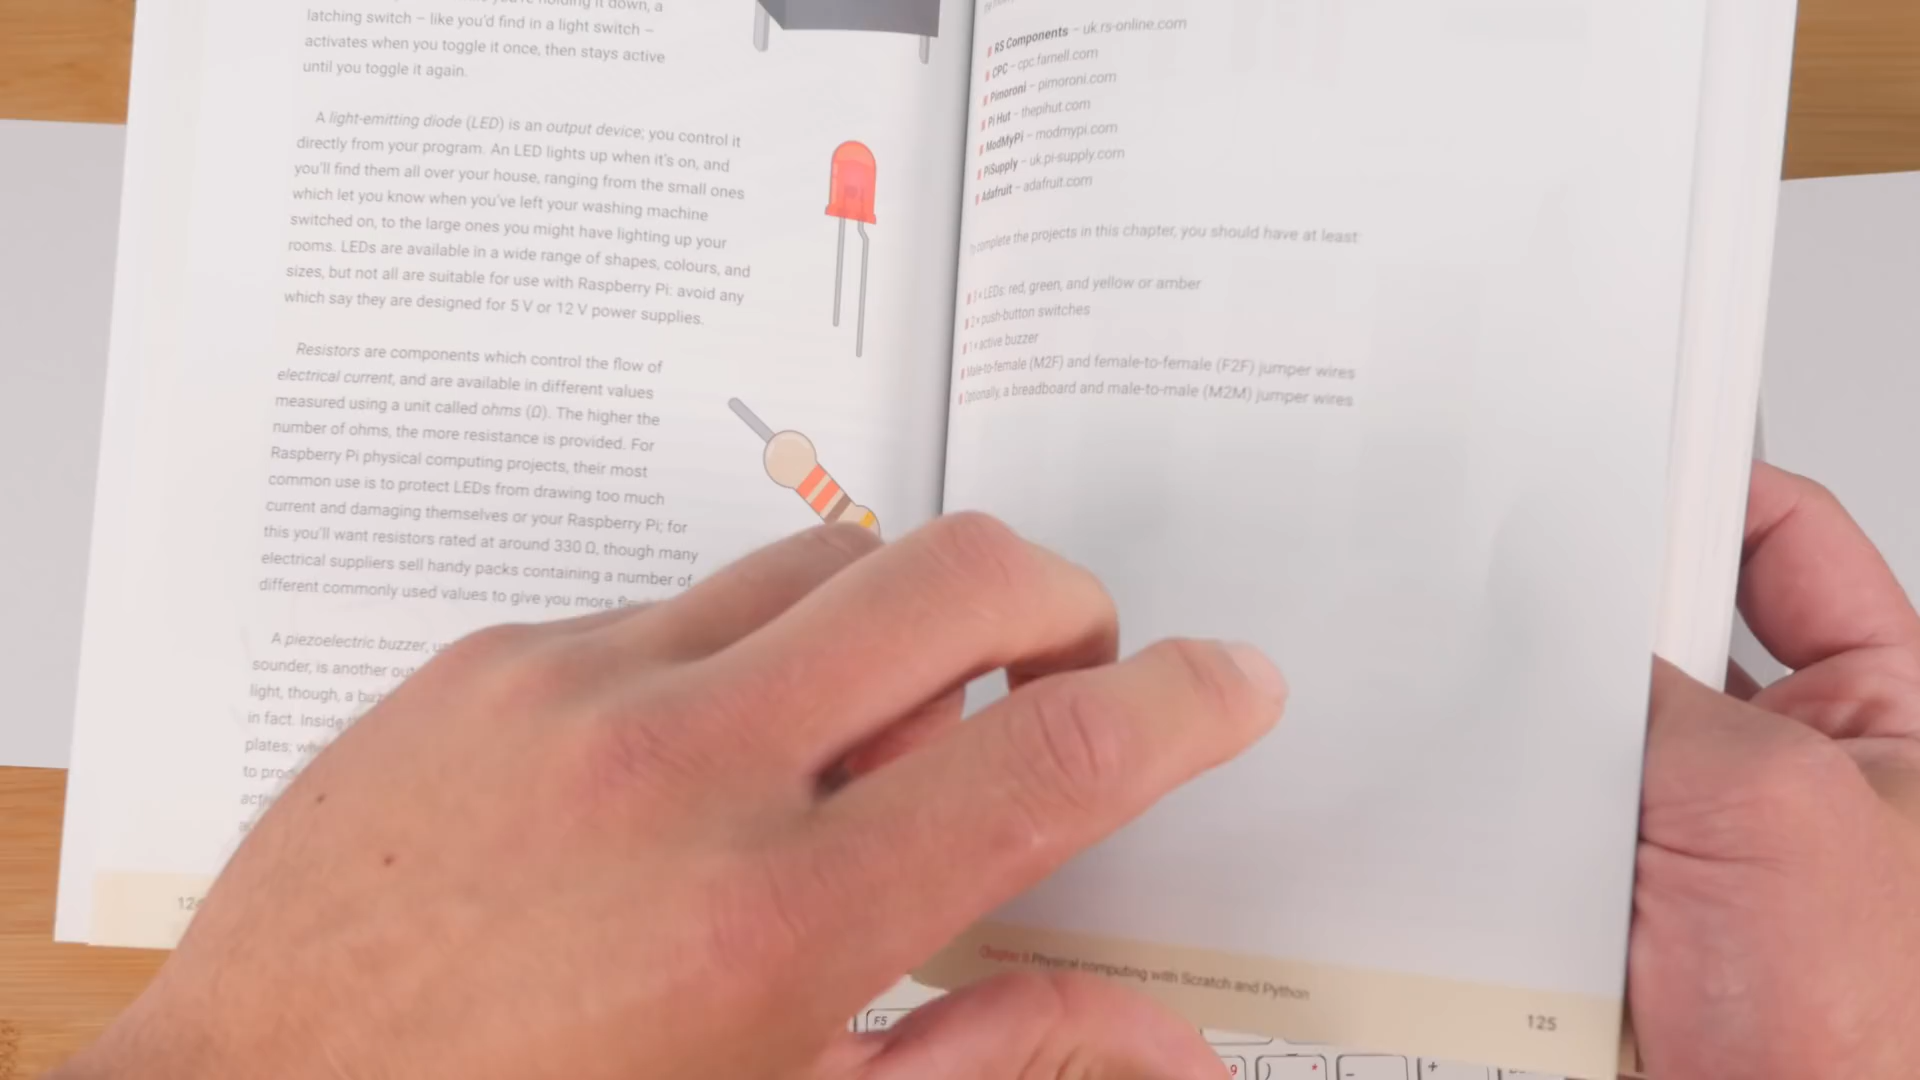 latching switch – like you'd find in a light switch –
activates when you toggle it once, then stays active
until you toggle it again.
A light-emitting diode (LED) is an output device; you control it
directly from your program. An LED lights up when it's on, and
you'll find them all over your house, ranging from the small ones
which let you know when you've left your washing machine
switched on, to the large ones you might have lighting up your
rooms. LEDs are available in a wide range of shapes, colours, and
sizes, but not all are suitable for use with Raspberry Pi: avoid any
which say they are designed for 5 V or 12 V power supplies.
Resistors are components which control the flow of
electrical current, and are available in different values
measured using a unit called ohms (Ω). The higher the
number of ohms, the more resistance is provided. For
Raspberry Pi physical computing projects, their most
common use is to protect LEDs from drawing too much
current and damaging themselves or your Raspberry Pi; for
this you'll want resistors rated at around 330 Ω, though many
electrical suppliers sell handy packs containing a number of
different commonly used values to give you more
A piezoelectric buzzer,
sounder, is another
light, though, a
in fact. Inside
plates;
to
RS Components – uk.rs-online.com
CPC – cpc.farnell.com
Pimoroni – pimoroni.com
Pi Hut – thepihut.com
ModMyPi – modmypi.com
PiSupply – uk.pi-supply.com
Adafruit – adafruit.com
To complete the projects in this chapter, you should have at least:
3 × LEDs: red, green, and yellow or amber
2 × push-button switches
1 × active buzzer
Male-to-female (M2F) and female-to-female (F2F) jumper wires
Optionally, a breadboard and male-to-male (M2M) jumper wires
Chapter 6 Physical computing with Scratch and Python
125
F5
9 ) * – +